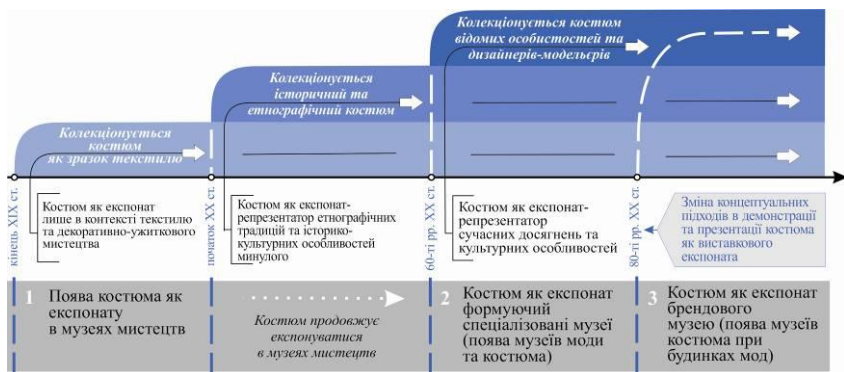 Колекціонується костюм
відомих особистостей та
дизайнерів-модельєрів
Колекціонується
історичний та
етнографічний костюм
Колекціонується
костюм
як зразок текстилю
кінець XIX ст.
Костюм як експонат
лише в контексті текстилю
та декоративно-ужиткового
мистецтва
початок XX ст.
Костюм як експонат-
репрезентатор етнографічних
традицій та історико-
культурних особливостей
минулого
60-ті рр. XX ст.
Костюм як експонат-
репрезентатор
сучасних досягнень та
культурних особливостей
80-ті рр. XX ст.
Зміна концептуальних
підходів в демонстрації
та презентації костюма
як виставкового
експоната
1 Поява костюма як
експонату
в музеях мистецтв
Костюм продовжує
експонуватися
в музеях мистецтв
2 Костюм як експонат
формуючий
спеціалізовані музеї
(поява музеїв моди
та костюма)
3 Костюм як експонат
брендового
музею (поява музеїв
костюма при
будинках мод)